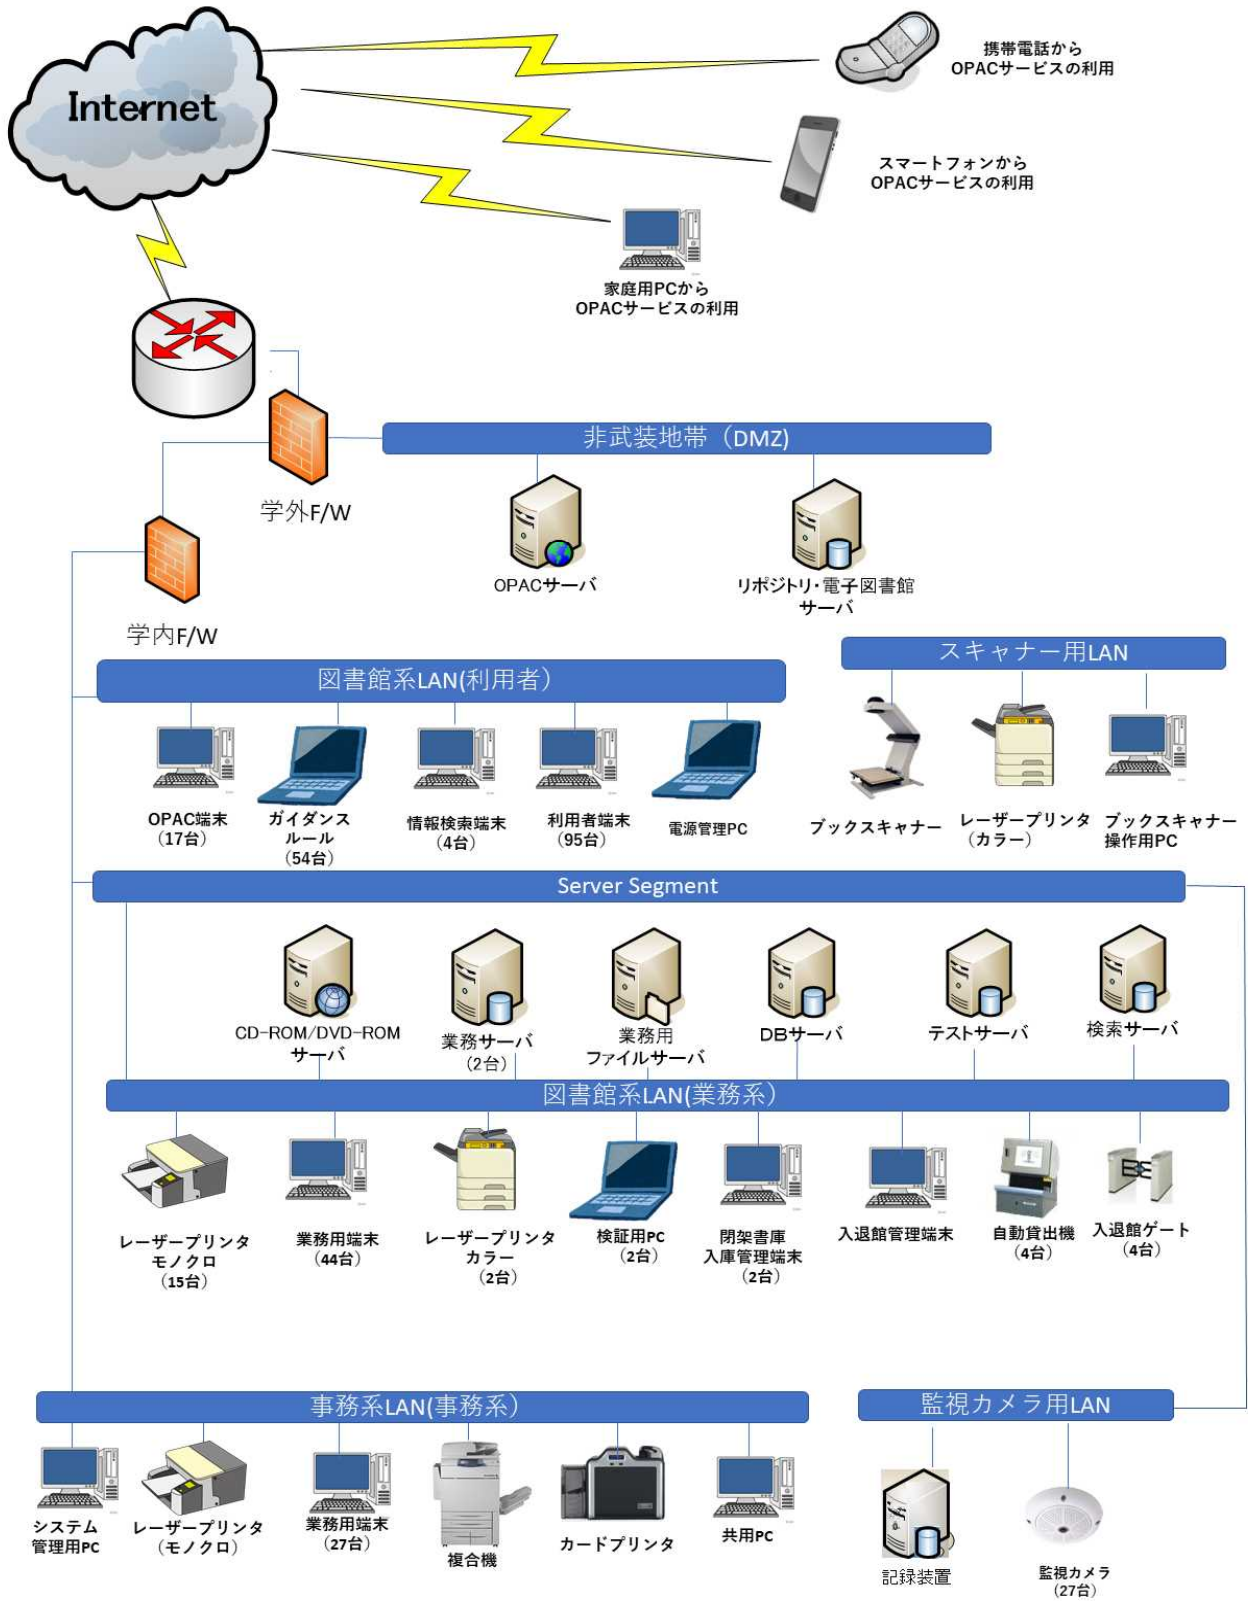 Internet
携帯電話から
OPACサービスの利用
スマートフォンから
OPACサービスの利用
家庭用PCから
OPACサービスの利用
非武装地帯（DMZ)
学外F/W
OPACサーバ
リポジトリ・電子図書館
サーバ
学内F/W
図書館系LAN(利用者）
スキャナー用LAN
OPAC端末
（17台）
ガイダンス
ルール
（54台）
情報検索端末
（4台）
利用者端末
（95台）
電源管理PC
ブックスキャナー
レーザープリンタ
（カラー）
ブックスキャナー
操作用PC
Server Segment
CD-ROM/DVD-ROM
サーバ
業務サーバ
（2台）
業務用
ファイルサーバ
DBサーバ
テストサーバ
検索サーバ
図書館系LAN(業務系）
レーザープリンタ
モノクロ
（15台）
業務用端末
（44台）
レーザープリンタ
カラー
（2台）
検証用PC
（2台）
閉架書庫
入庫管理端末
（2台）
入退館管理端末
自動貸出機
（4台）
入退館ゲート
（4台）
事務系LAN(事務系）
監視カメラ用LAN
システム
管理用PC
レーザープリンタ
（モノクロ）
業務用端末
（27台）
複合機
カードプリンタ
共用PC
記録装置
監視カメラ
（27台）